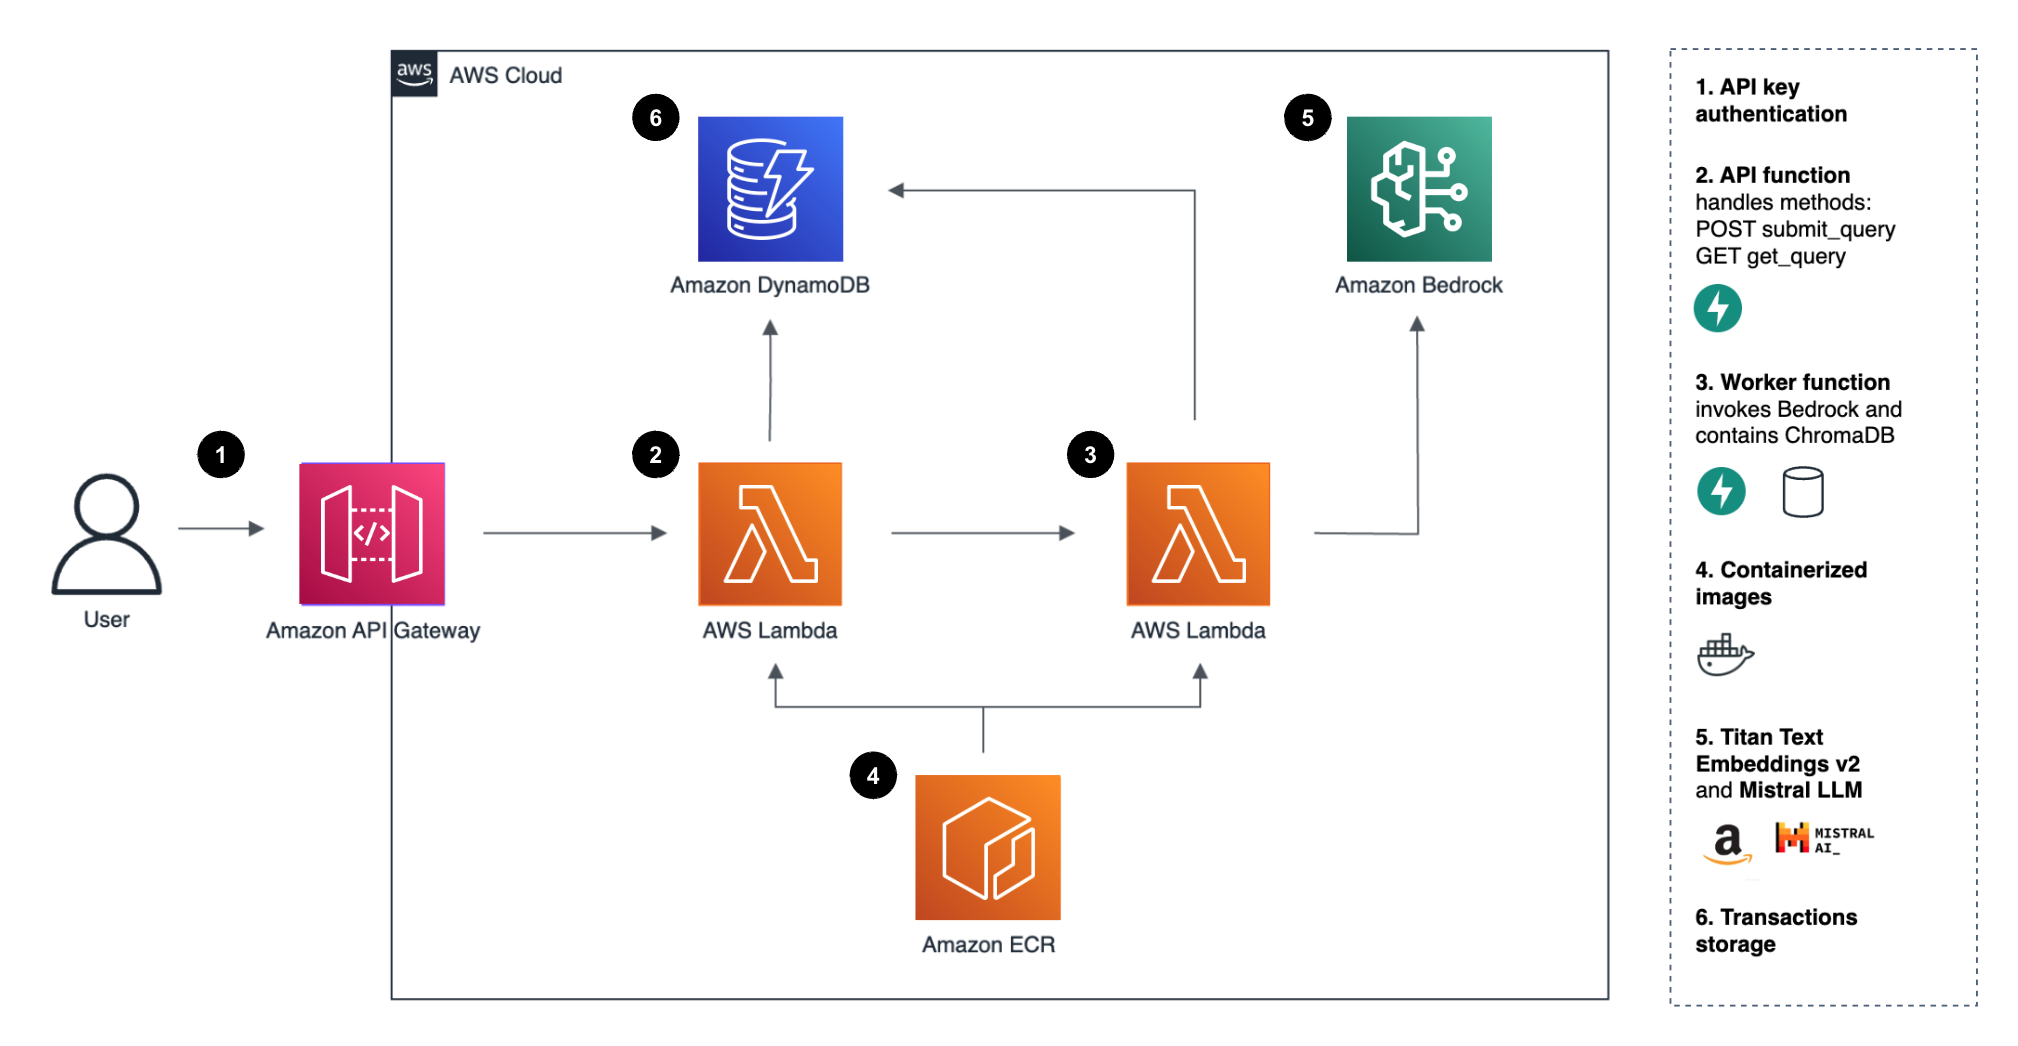 aws
AWS Cloud
6
5
Amazon DynamoDB
Amazon Bedrock
1
2
3
</>
User
Amazon API Gateway
AWS Lambda
AWS Lambda
4
Amazon ECR
1. API key
authentication
2. API function
handles methods:
POST submit_query
GET get_query
3. Worker function
invokes Bedrock and
contains ChromaDB
4. Containerized
images
5. Titan Text
Embeddings v2
and Mistral LLM
a
MISTRAL
AI_
6. Transactions
storage